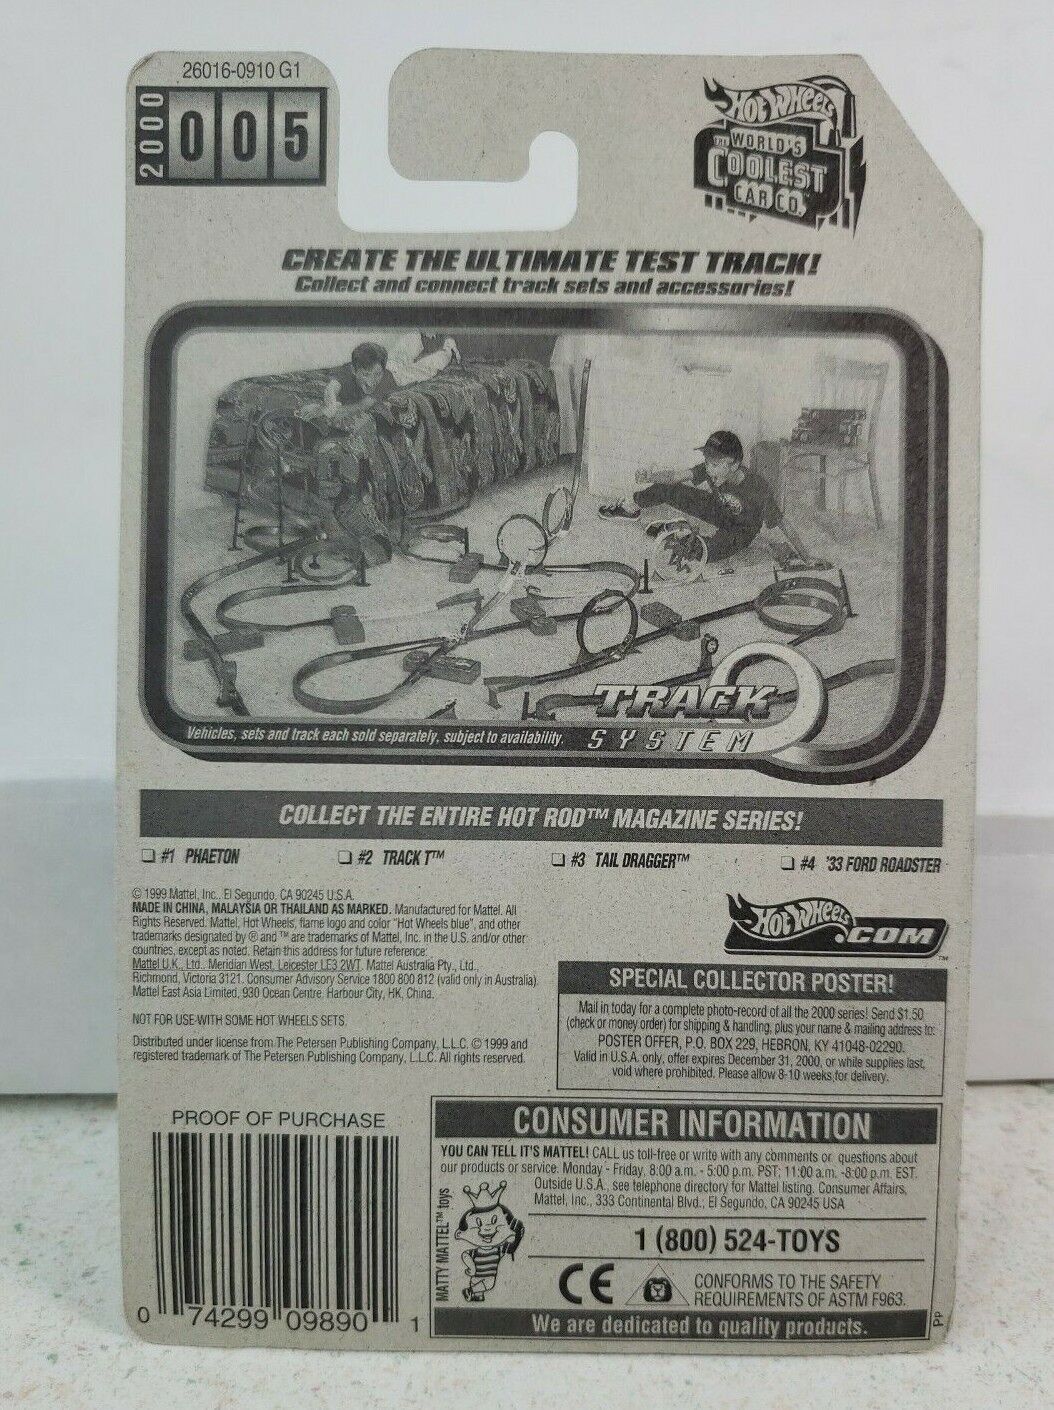 26016-0910 G1
2000
005
HOT WHEELS
THE WORLD'S
COOLEST
CAR CO.
CREATE THE ULTIMATE TEST TRACK!
Collect and connect track sets and accessories!
TRACK
SYSTEM
Vehicles, sets and track each sold separately, subject to availability.
COLLECT THE ENTIRE HOT ROD™ MAGAZINE SERIES!
❏ #1 PHAETON ❏ #2 TRACK T™ ❏ #3 TAIL DRAGGER™ ❏ #4 '33 FORD ROADSTER
© 1999 Mattel, Inc., El Segundo, CA 90245 U.S.A.
MADE IN CHINA, MALAYSIA OR THAILAND AS MARKED. Manufactured for Mattel. All
Rights Reserved. Mattel, Hot Wheels, flame logo and color "Hot Wheels blue", and other
trademarks designated by ® and ™ are trademarks of Mattel, Inc. in the U.S. and/or other
countries, except as noted. Retain this address for future reference:
Mattel U.K., Ltd., Meridian West, Leicester LE3 2WT. Mattel Australia Pty., Ltd.,
Richmond, Victoria 3121. Consumer Advisory Service 1800 800 812 (valid only in Australia).
Mattel East Asia Limited, 930 Ocean Centre, Harbour City, HK, China.
NOT FOR USE WITH SOME HOT WHEELS SETS.
Distributed under license from The Petersen Publishing Company, L.L.C. © 1999 and
registered trademark of The Petersen Publishing Company, L.L.C. All rights reserved.
HOT WHEELS.COM™
SPECIAL COLLECTOR POSTER!
Mail in today for a complete photo-record of all the 2000 series! Send $1.50
(check or money order) for shipping & handling, plus your name & mailing address to:
POSTER OFFER, P.O. BOX 229, HEBRON, KY 41048-02290.
Valid in U.S.A. only, offer expires December 31, 2000, or while supplies last,
void where prohibited. Please allow 8-10 weeks for delivery.
PROOF OF PURCHASE
0 74299 09890 1
CONSUMER INFORMATION
YOU CAN TELL IT'S MATTEL! CALL us toll-free or write with any comments or questions about
our products or service. Monday - Friday, 8:00 a.m. - 5:00 p.m. PST; 11:00 a.m. -8:00 p.m. EST.
Outside U.S.A., see telephone directory for Mattel listing. Consumer Affairs,
Mattel, Inc., 333 Continental Blvd., El Segundo, CA 90245 USA
MATTY MATTEL™ toys
1 (800) 524-TOYS
CE
CONFORMS TO THE SAFETY
REQUIREMENTS OF ASTM F963.
We are dedicated to quality products.
PP